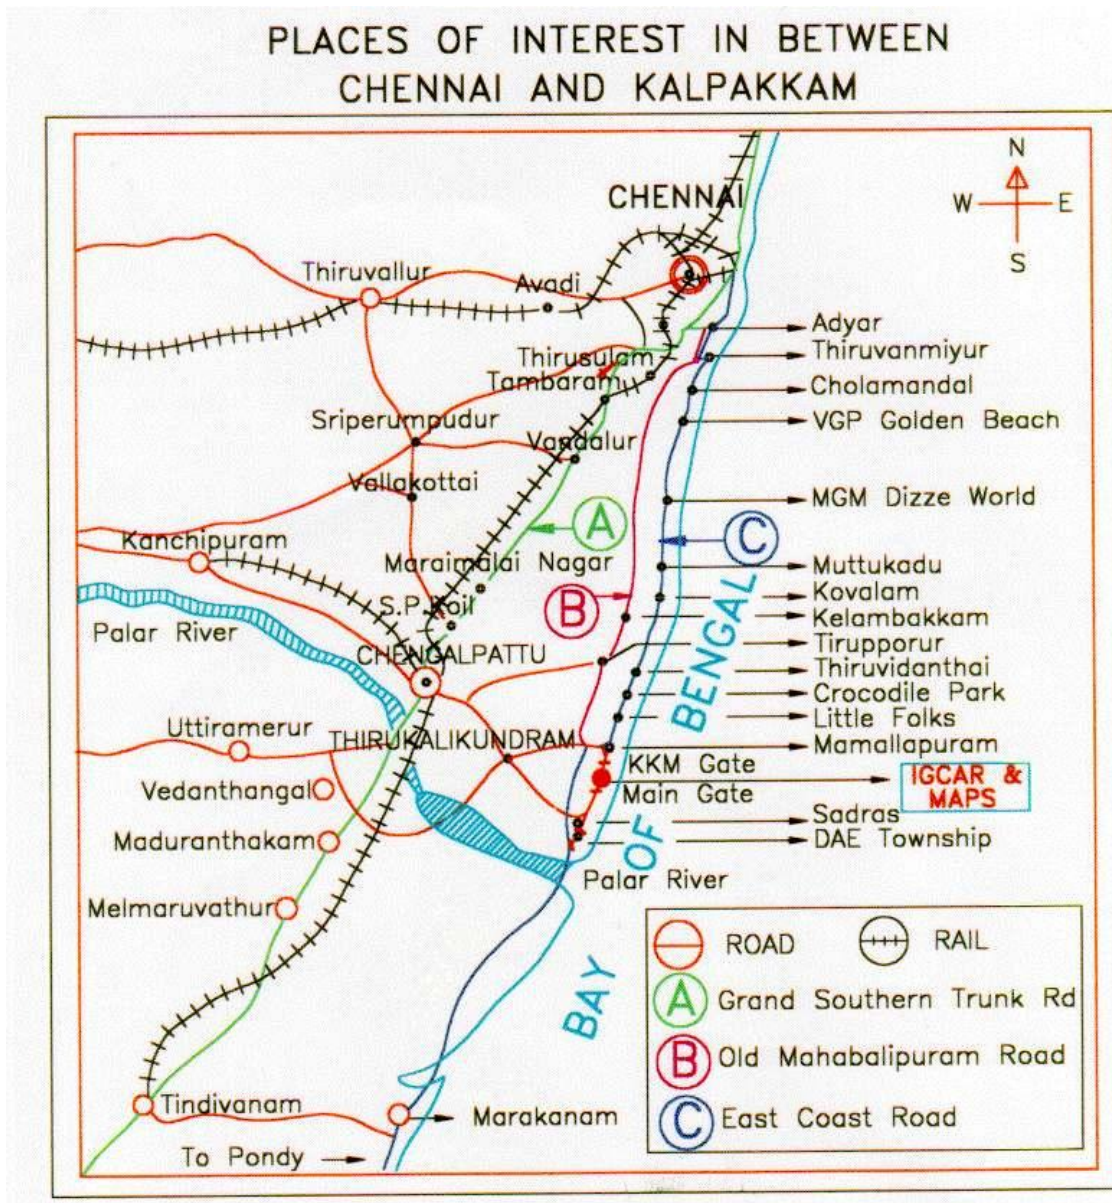 PLACES OF INTEREST IN BETWEEN
CHENNAI AND KALPAKKAM
N
W E
S
CHENNAI
Thiruvallur
Avadi
Adyar
Thirusulam
Thiruvanmiyur
Tambaram
Cholamandal
Sriperumpudur
VGP Golden Beach
Vandalur
Vallakottai
MGM Dizze World
A
C
Kanchipuram
Maraimalai Nagar
Muttukadu
B
S.P.Koil
Kovalam
Kelambakkam
Palar River
Tirupporur
CHENGALPATTU
Thiruvidanthai
Crocodile Park
Little Folks
Uttiramerur
THIRUKALIKUNDRAM
Mamallapuram
KKM Gate
IGCAR &
MAPS
Vedanthangal
Main Gate
Sadras
Maduranthakam
DAE Township
Palar River
BAY OF BENGAL
Melmaruvathur
ROAD
RAIL
A Grand Southern Trunk Rd
B Old Mahabalipuram Road
C East Coast Road
Tindivanam
Marakanam
To Pondy